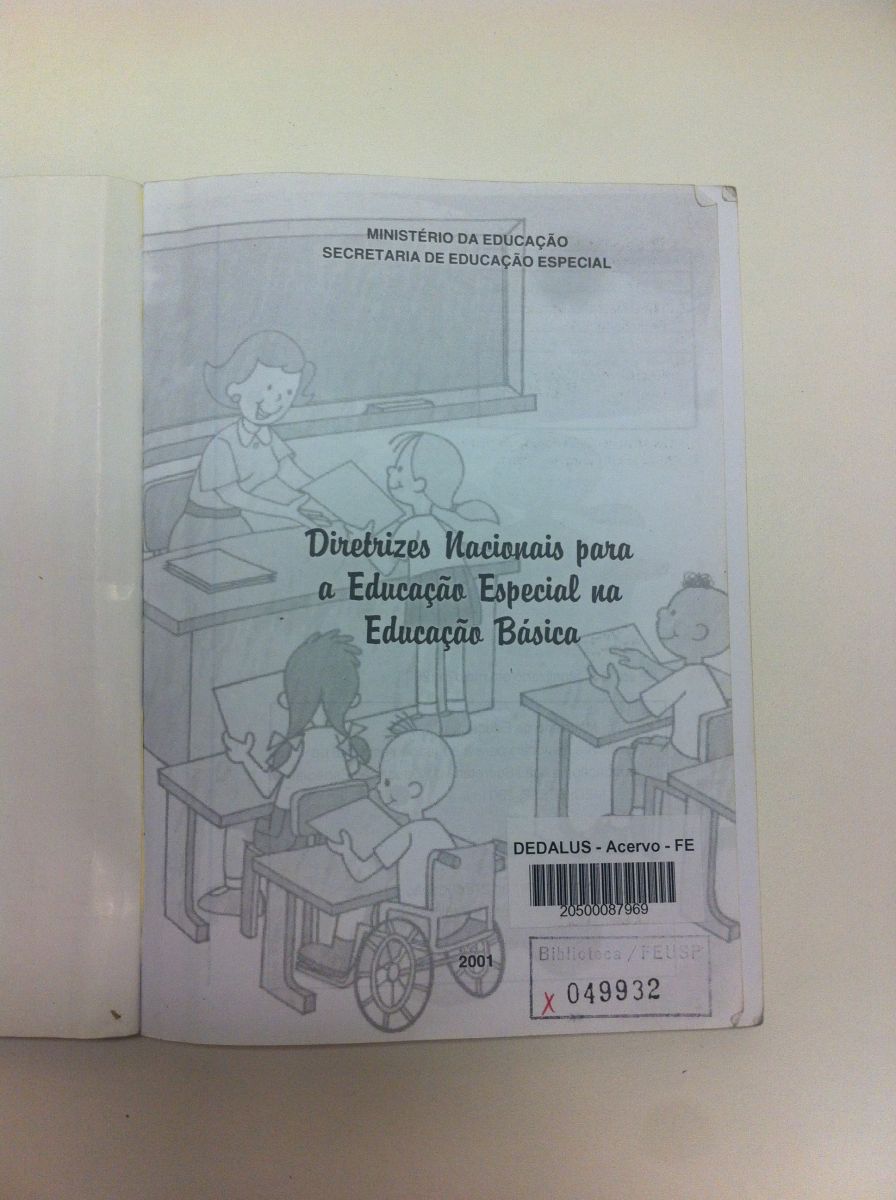 MINISTÉRIO DA EDUCAÇÃO
SECRETARIA DE EDUCAÇÃO ESPECIAL
Diretrizes Nacionais para
a Educação Especial na
Educação Básica
DEDALUS - Acervo - FE
20500087969
2001
Biblioteca / FEUSP
x 049932